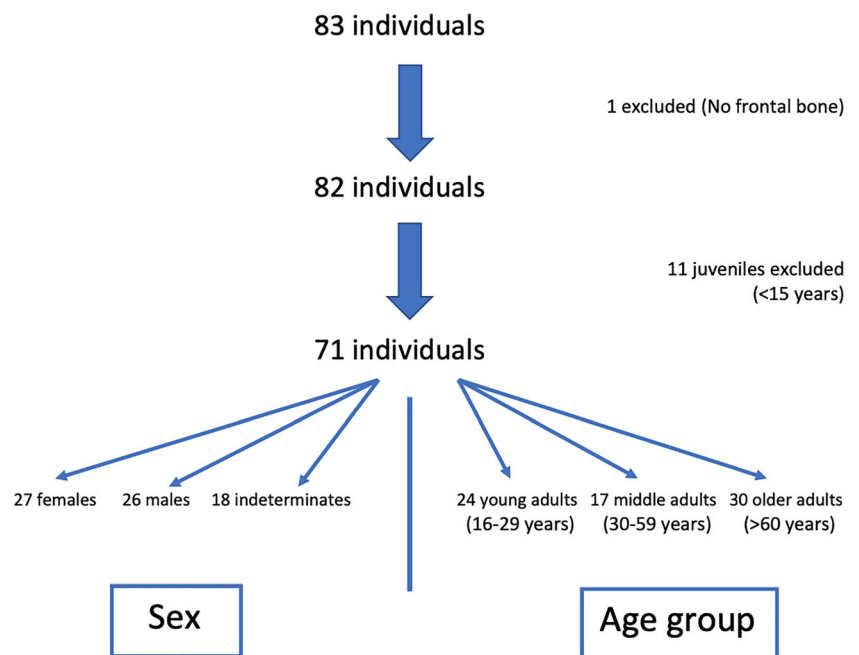 83 individuals
1 excluded (No frontal bone)
82 individuals
11 juveniles excluded
(<15 years)
71 individuals
27 females
26 males
18 indeterminates
24 young adults
(16-29 years)
17 middle adults
(30-59 years)
30 older adults
(>60 years)
Sex
Age group